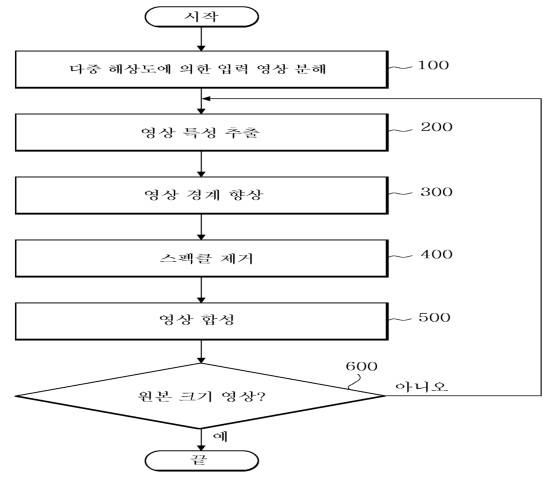 시작
다중 해상도에 의한 입력 영상 분해
100
영상 특성 추출
200
영상 경계 향상
300
스펙클 제거
400
영상 합성
500
600
원본 크기 영상?
아니오
예
끝